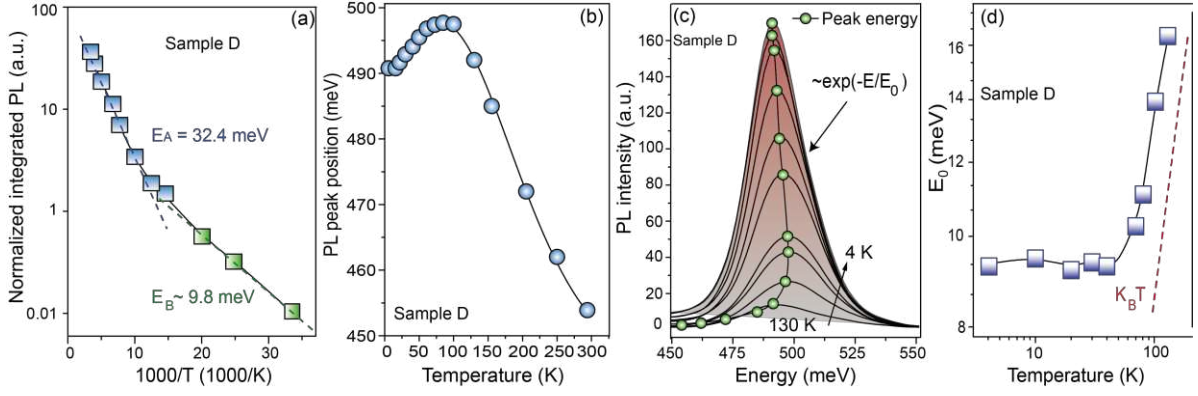 (a)
Sample D
E_A = 32.4 meV
E_B ~ 9.8 meV
Normalized integrated PL (a.u.)
100
10
1
0.01
0
10
20
30
1000/T (1000/K)
(b)
Sample D
PL peak position (meV)
500
490
480
470
460
450
0
50
100
150
200
250
300
Temperature (K)
(c)
Peak energy
Sample D
~exp(-E/E₀)
4 K
130 K
PL intensity (a.u.)
160
140
120
100
80
60
40
20
0
450
475
500
525
550
Energy (meV)
(d)
Sample D
K_BT
E₀ (meV)
16
14
12
10
8
10
100
Temperature (K)